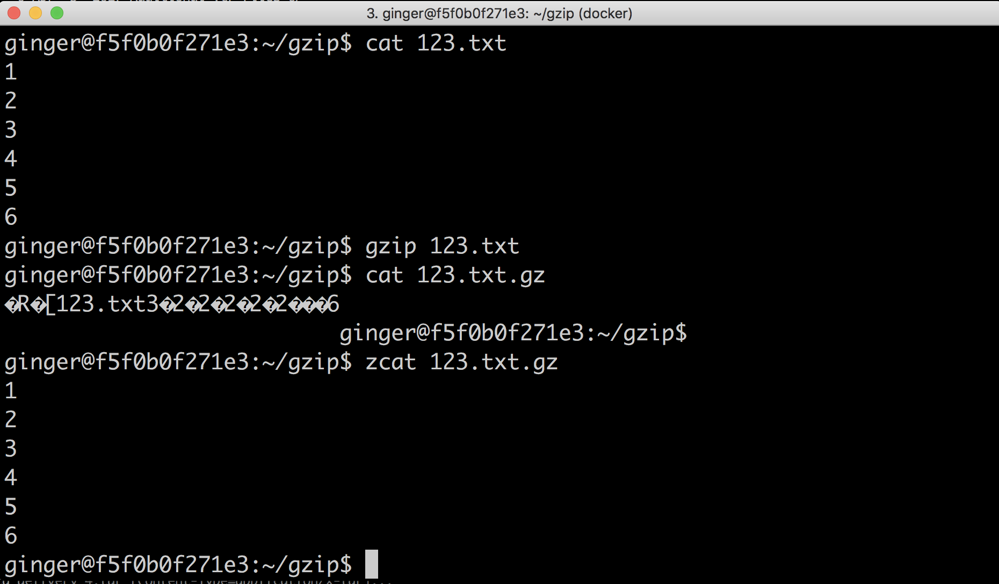 3. ginger@f5f0b0f271e3: ~/gzip (docker)
ginger@f5f0b0f271e3:~/gzip$ cat 123.txt
1
2
3
4
5
6
ginger@f5f0b0f271e3:~/gzip$ gzip 123.txt
ginger@f5f0b0f271e3:~/gzip$ cat 123.txt.gz
�R�[123.txt3�2�2�2�2�2���6
ginger@f5f0b0f271e3:~/gzip$
ginger@f5f0b0f271e3:~/gzip$ zcat 123.txt.gz
1
2
3
4
5
6
ginger@f5f0b0f271e3:~/gzip$